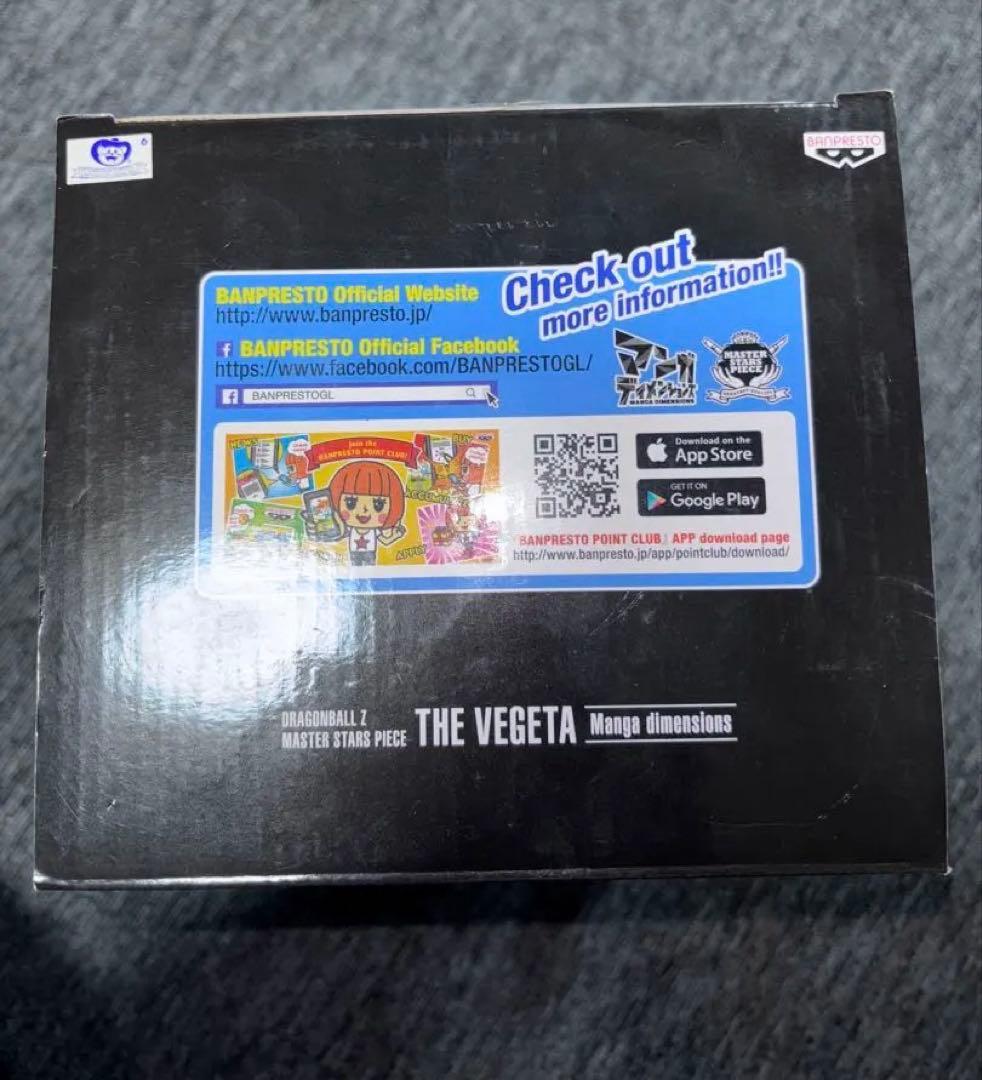 BANPRESTO
Check out
more information!!
BANPRESTO Official Website
http://www.banpresto.jp/
f BANPRESTO Official Facebook
https://www.facebook.com/BANPRESTOGL/
f BANPRESTOGL
マンガ
ディメンションズ
MANGA DIMENSIONS
MASTER
STARS
PIECE
NEWS
Join the
BANPRESTO POINT CLUB!
BUY
APPLY
Download on the
App Store
GET IT ON
Google Play
BANPRESTO POINT CLUB」 APP download page
http://www.banpresto.jp/app/pointclub/download/
DRAGONBALL Z
MASTER STARS PIECE THE VEGETA Manga dimensions